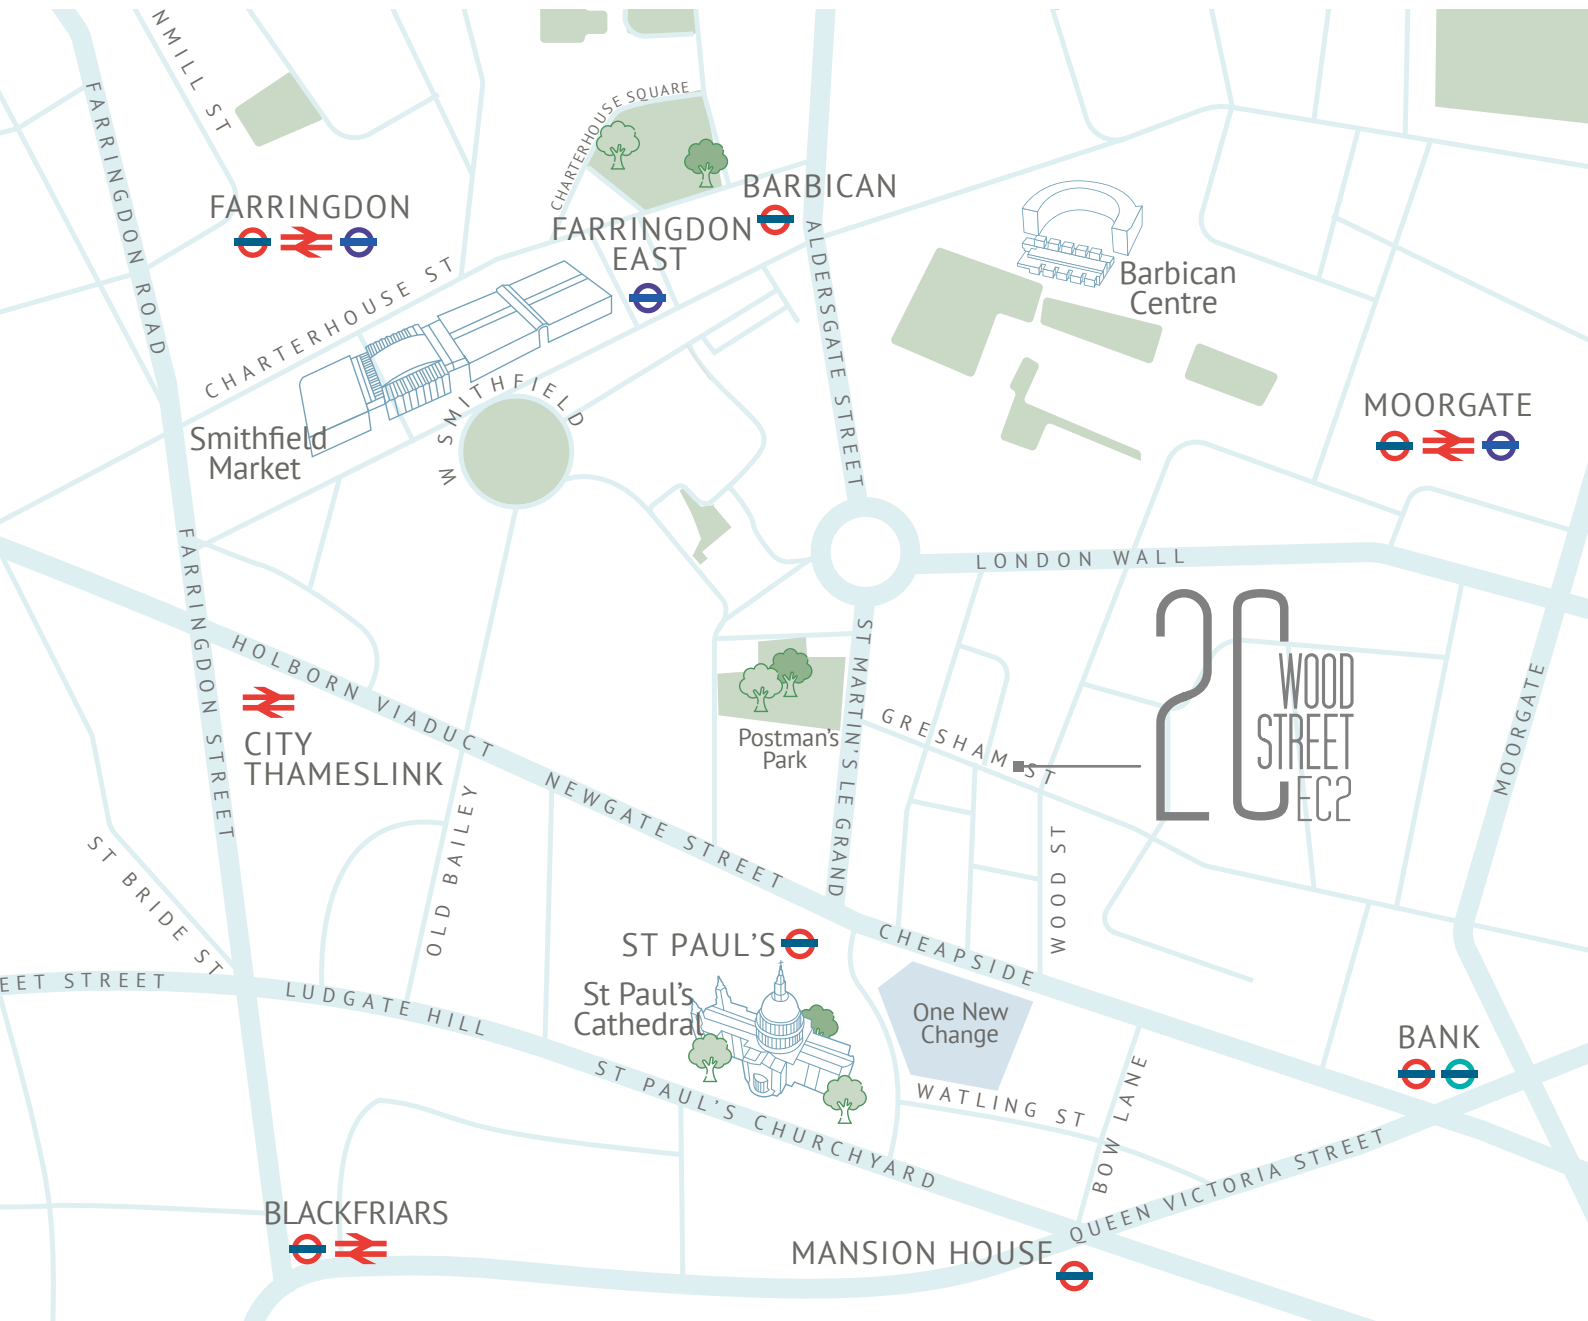 NMILL ST
FARRINGDON ROAD
CHARTERHOUSE SQUARE
BARBICAN
FARRINGDON
FARRINGDON
EAST
ALDERSGATE STREET
Barbican
Centre
CHARTERHOUSE ST
W SMITHFIELD
Smithfield
Market
MOORGATE
FARRINGDON STREET
LONDON WALL
20
WOOD
STREET
EC2
HOLBORN VIADUCT
ST MARTIN'S LE GRAND
MOORGATE
CITY
THAMESLINK
Postman's
Park
GRESHAM ST
NEWGATE STREET
OLD BAILEY
ST BRIDE ST
WOOD ST
ST PAUL'S
CHEAPSIDE
EET STREET
LUDGATE HILL
St Paul's
Cathedral
One New
Change
BANK
ST PAUL'S CHURCHYARD
WATLING ST
BOW LANE
QUEEN VICTORIA STREET
BLACKFRIARS
MANSION HOUSE